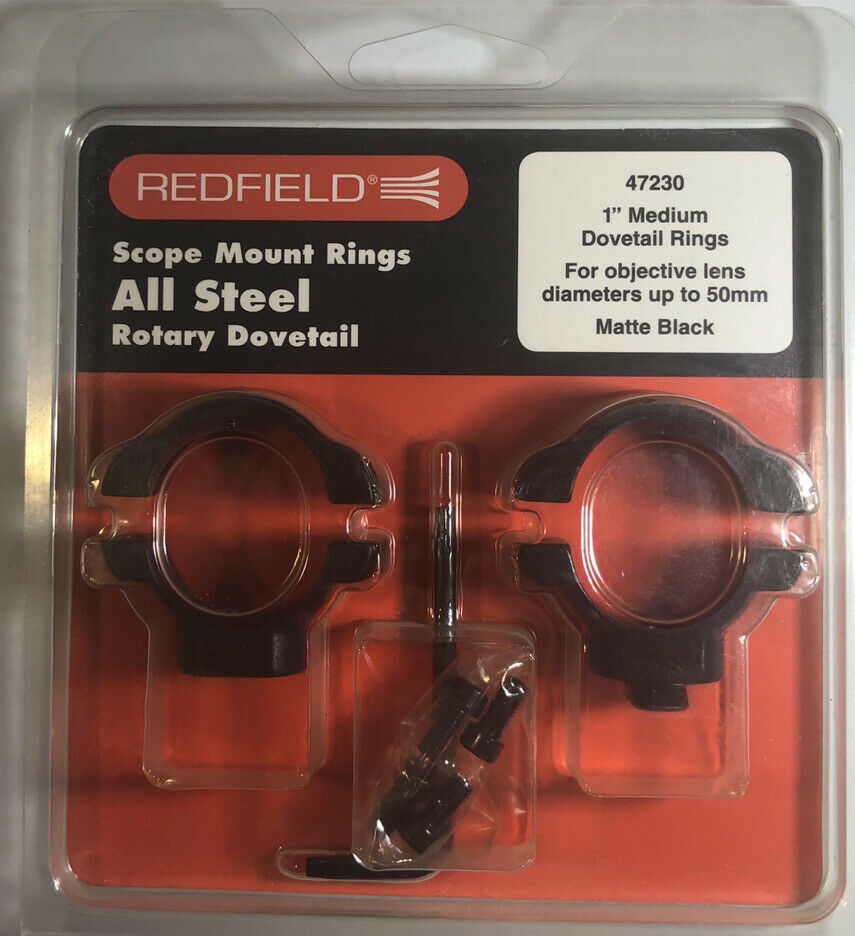 REDFIELD®
Scope Mount Rings
All Steel
Rotary Dovetail
47230
1” Medium
Dovetail Rings
For objective lens
diameters up to 50mm
Matte Black